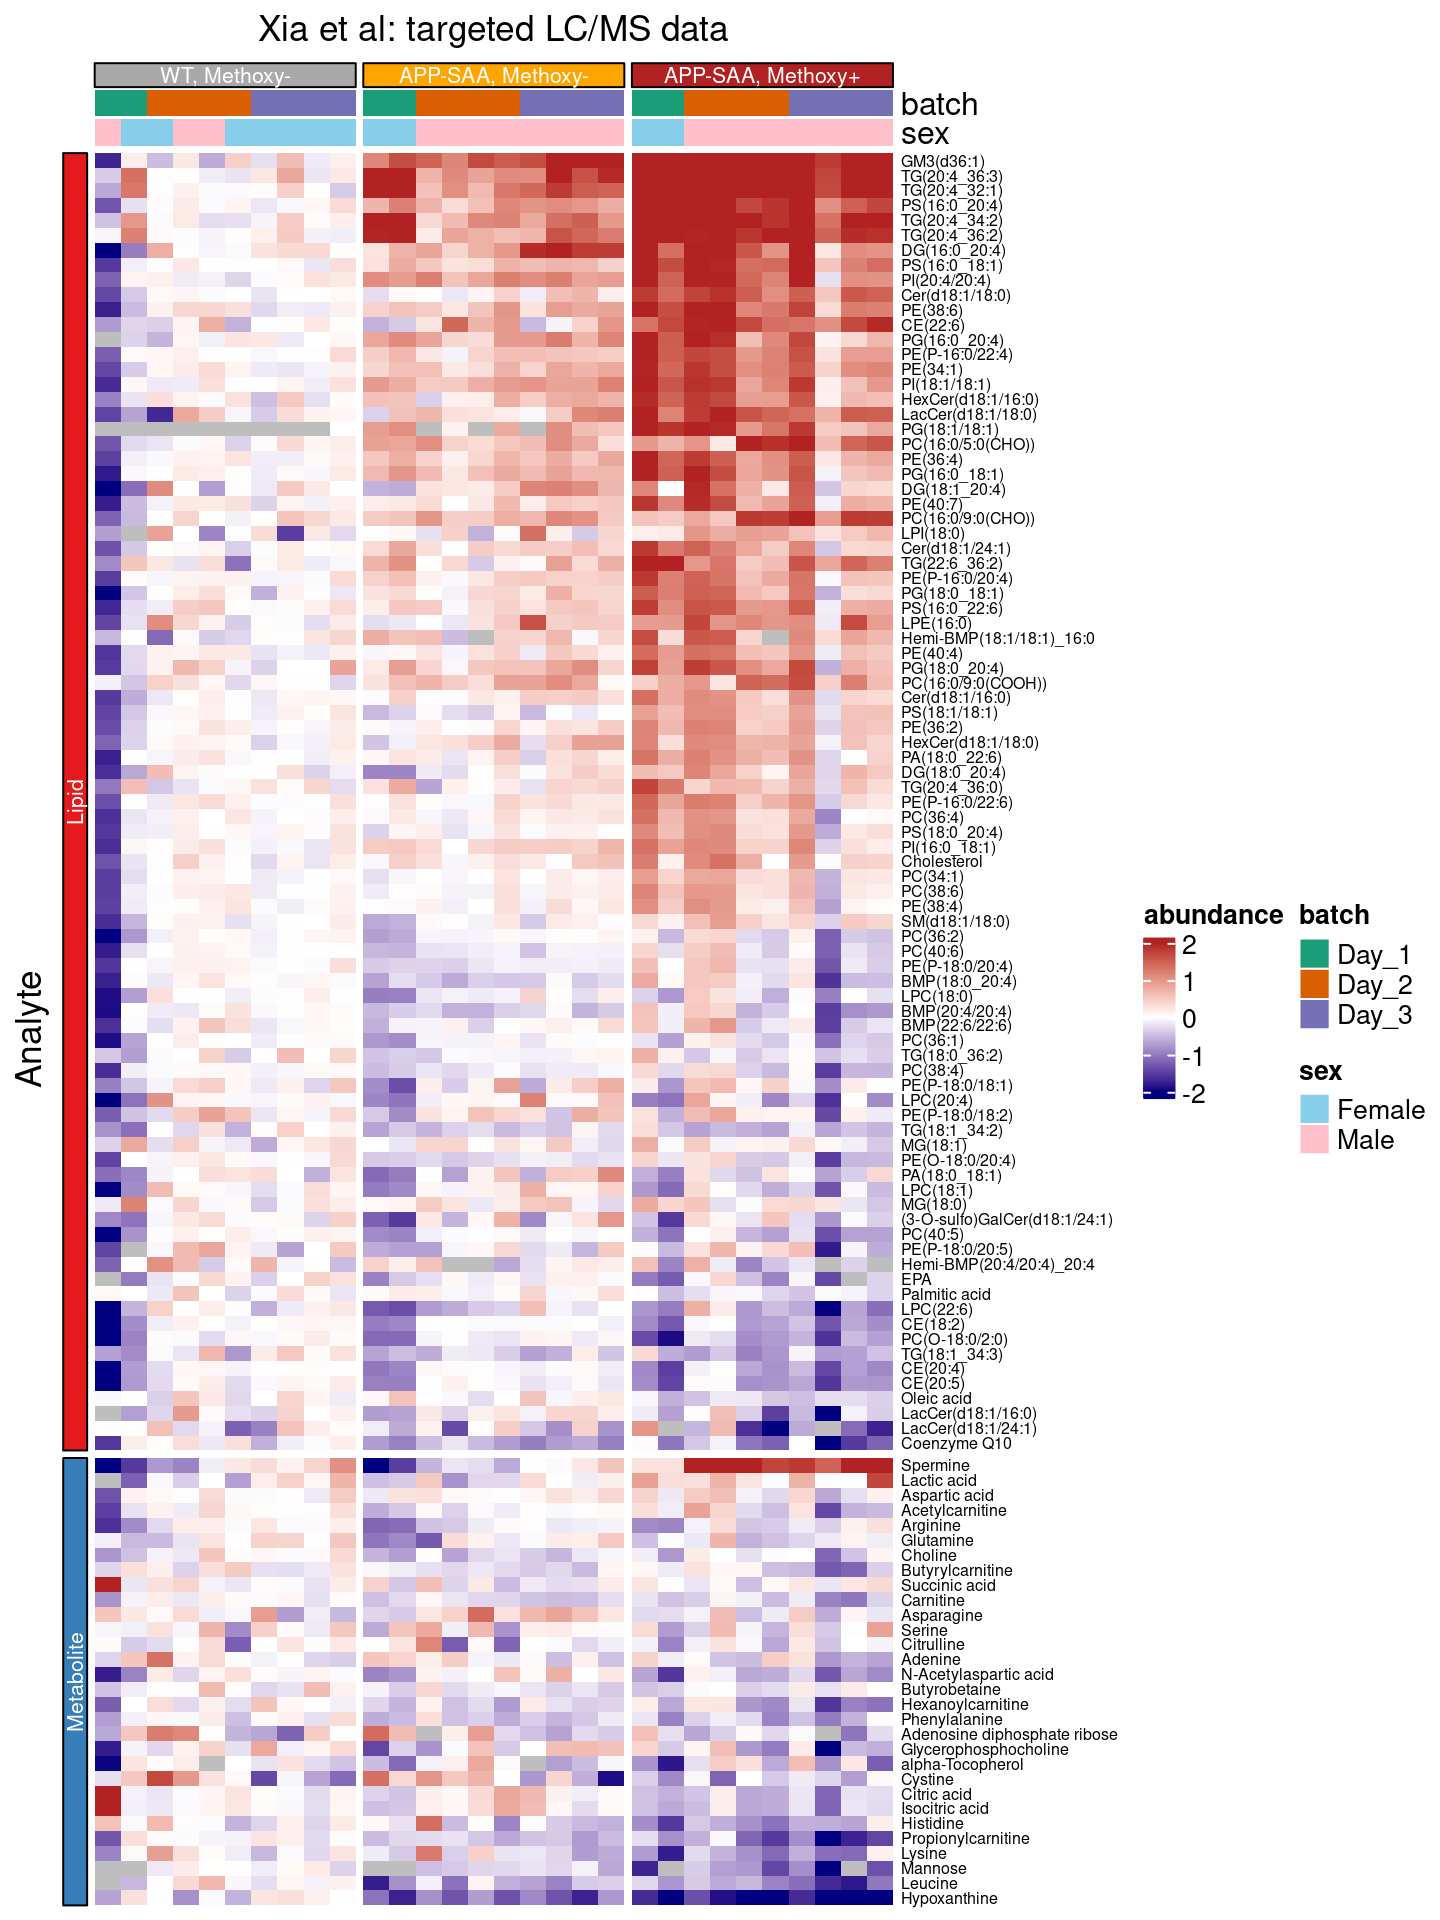 Xia et al: targeted LC/MS data
WT, Methoxy-
APP-SAA, Methoxy-
APP-SAA, Methoxy+
batch
sex
Analyte
Lipid
GM3(d36:1)
TG(20:4_36:3)
TG(20:4_32:1)
PS(16:0_20:4)
TG(20:4_34:2)
TG(20:4_36:2)
DG(16:0_20:4)
PS(16:0_18:1)
PI(20:4/20:4)
Cer(d18:1/18:0)
PE(38:6)
CE(22:6)
PG(16:0_20:4)
PE(P-16:0/22:4)
PE(34:1)
PI(18:1/18:1)
HexCer(d18:1/16:0)
LacCer(d18:1/18:0)
PG(18:1/18:1)
PC(16:0/5:0(CHO))
PE(36:4)
PG(16:0_18:1)
DG(18:1_20:4)
PE(40:7)
PC(16:0/9:0(CHO))
LPI(18:0)
Cer(d18:1/24:1)
TG(22:6_36:2)
PE(P-16:0/20:4)
PG(18:0_18:1)
PS(16:0_22:6)
LPE(16:0)
Hemi-BMP(18:1/18:1)_16:0
PE(40:4)
PG(18:0_20:4)
PC(16:0/9:0(COOH))
Cer(d18:1/16:0)
PS(18:1/18:1)
PE(36:2)
HexCer(d18:1/18:0)
PA(18:0_22:6)
DG(18:0_20:4)
TG(20:4_36:0)
PE(P-16:0/22:6)
PC(36:4)
PS(18:0_20:4)
PI(16:0_18:1)
Cholesterol
PC(34:1)
PC(38:6)
PE(38:4)
SM(d18:1/18:0)
PC(36:2)
PC(40:6)
PE(P-18:0/20:4)
BMP(18:0_20:4)
LPC(18:0)
BMP(20:4/20:4)
BMP(22:6/22:6)
PC(36:1)
TG(18:0_36:2)
PC(38:4)
PE(P-18:0/18:1)
LPC(20:4)
PE(P-18:0/18:2)
TG(18:1_34:2)
MG(18:1)
PE(O-18:0/20:4)
PA(18:0_18:1)
LPC(18:1)
MG(18:0)
(3-O-sulfo)GalCer(d18:1/24:1)
PC(40:5)
PE(P-18:0/20:5)
Hemi-BMP(20:4/20:4)_20:4
EPA
Palmitic acid
LPC(22:6)
CE(18:2)
PC(O-18:0/2:0)
TG(18:1_34:3)
CE(20:4)
CE(20:5)
Oleic acid
LacCer(d18:1/16:0)
LacCer(d18:1/24:1)
Coenzyme Q10
Metabolite
Spermine
Lactic acid
Aspartic acid
Acetylcarnitine
Arginine
Glutamine
Choline
Butyrylcarnitine
Succinic acid
Carnitine
Asparagine
Serine
Citrulline
Adenine
N-Acetylaspartic acid
Butyrobetaine
Hexanoylcarnitine
Phenylalanine
Adenosine diphosphate ribose
Glycerophosphocholine
alpha-Tocopherol
Cystine
Citric acid
Isocitric acid
Histidine
Propionylcarnitine
Lysine
Mannose
Leucine
Hypoxanthine
abundance
2
1
0
-1
-2
batch
Day_1
Day_2
Day_3
sex
Female
Male